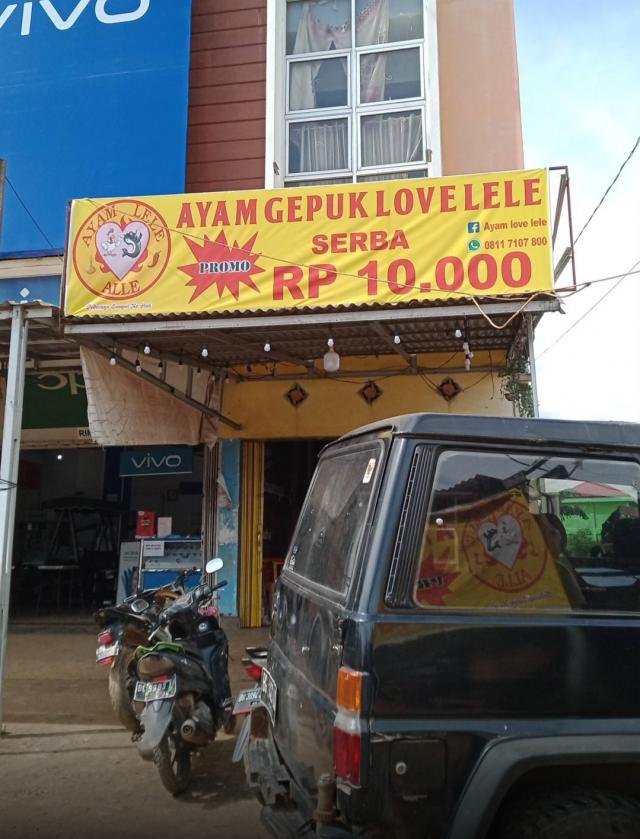 vivo
AYAM GEPUK LOVE LELE
AYAM LELE
ALLE
PROMO
SERBA
RP 10.000
Ayam love lele
0811 7107 800
vivo